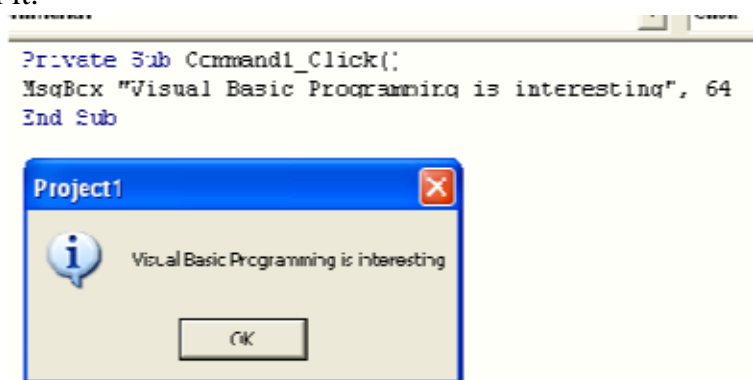 it.
Private Sub Command1_Click()
MsgBox "Visual Basic Programming is interesting", 64
End Sub
Project1
Visual Basic Programming is interesting
OK